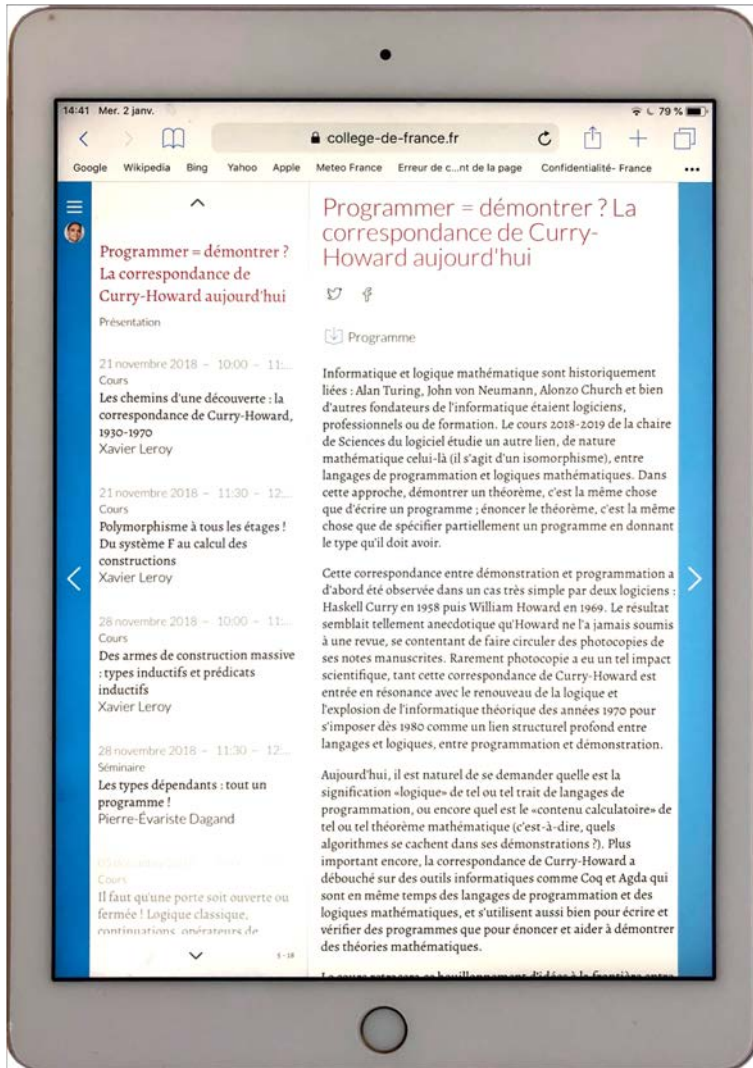 14:41 Mer. 2 janv.
79 %
college-de-france.fr
Google Wikipedia Bing Yahoo Apple Meteo France Erreur de c...nt de la page Confidentialité- France
Programmer = démontrer ?
La correspondance de
Curry-Howard aujourd'hui
Présentation
21 novembre 2018 – 10:00 – 11:...
Cours
Les chemins d'une découverte : la
correspondance de Curry-Howard,
1930-1970
Xavier Leroy
21 novembre 2018 – 11:30 – 12:...
Cours
Polymorphisme à tous les étages !
Du système F au calcul des
constructions
Xavier Leroy
28 novembre 2018 – 10:00 – 11:...
Cours
Des armes de construction massive
: types inductifs et prédicats
inductifs
Xavier Leroy
28 novembre 2018 – 11:30 – 12:...
Séminaire
Les types dépendants : tout un
programme !
Pierre-Évariste Dagand
Cours
Il faut qu'une porte soit ouverte ou
fermée ! Logique classique,
continuations, opérateurs de
5 - 18
Programmer = démontrer ? La
correspondance de Curry-
Howard aujourd'hui
Programme
Informatique et logique mathématique sont historiquement
liées : Alan Turing, John von Neumann, Alonzo Church et bien
d'autres fondateurs de l'informatique étaient logiciens,
professionnels ou de formation. Le cours 2018-2019 de la chaire
de Sciences du logiciel étudie un autre lien, de nature
mathématique celui-là (il s'agit d'un isomorphisme), entre
langages de programmation et logiques mathématiques. Dans
cette approche, démontrer un théorème, c'est la même chose
que d'écrire un programme ; énoncer le théorème, c'est la même
chose que de spécifier partiellement un programme en donnant
le type qu'il doit avoir.
Cette correspondance entre démonstration et programmation a
d'abord été observée dans un cas très simple par deux logiciens :
Haskell Curry en 1958 puis William Howard en 1969. Le résultat
semblait tellement anecdotique qu'Howard ne l'a jamais soumis
à une revue, se contentant de faire circuler des photocopies de
ses notes manuscrites. Rarement photocopie a eu un tel impact
scientifique, tant cette correspondance de Curry-Howard est
entrée en résonance avec le renouveau de la logique et
l'explosion de l'informatique théorique des années 1970 pour
s'imposer dès 1980 comme un lien structurel profond entre
langages et logiques, entre programmation et démonstration.
Aujourd'hui, il est naturel de se demander quelle est la
signification «logique» de tel ou tel trait de langages de
programmation, ou encore quel est le «contenu calculatoire» de
tel ou tel théorème mathématique (c'est-à-dire, quels
algorithmes se cachent dans ses démonstrations ?). Plus
important encore, la correspondance de Curry-Howard a
débouché sur des outils informatiques comme Coq et Agda qui
sont en même temps des langages de programmation et des
logiques mathématiques, et s'utilisent aussi bien pour écrire et
vérifier des programmes que pour énoncer et aider à démontrer
des théories mathématiques.
Le cours retracera ce bouillonnement d'idées à la frontière entre